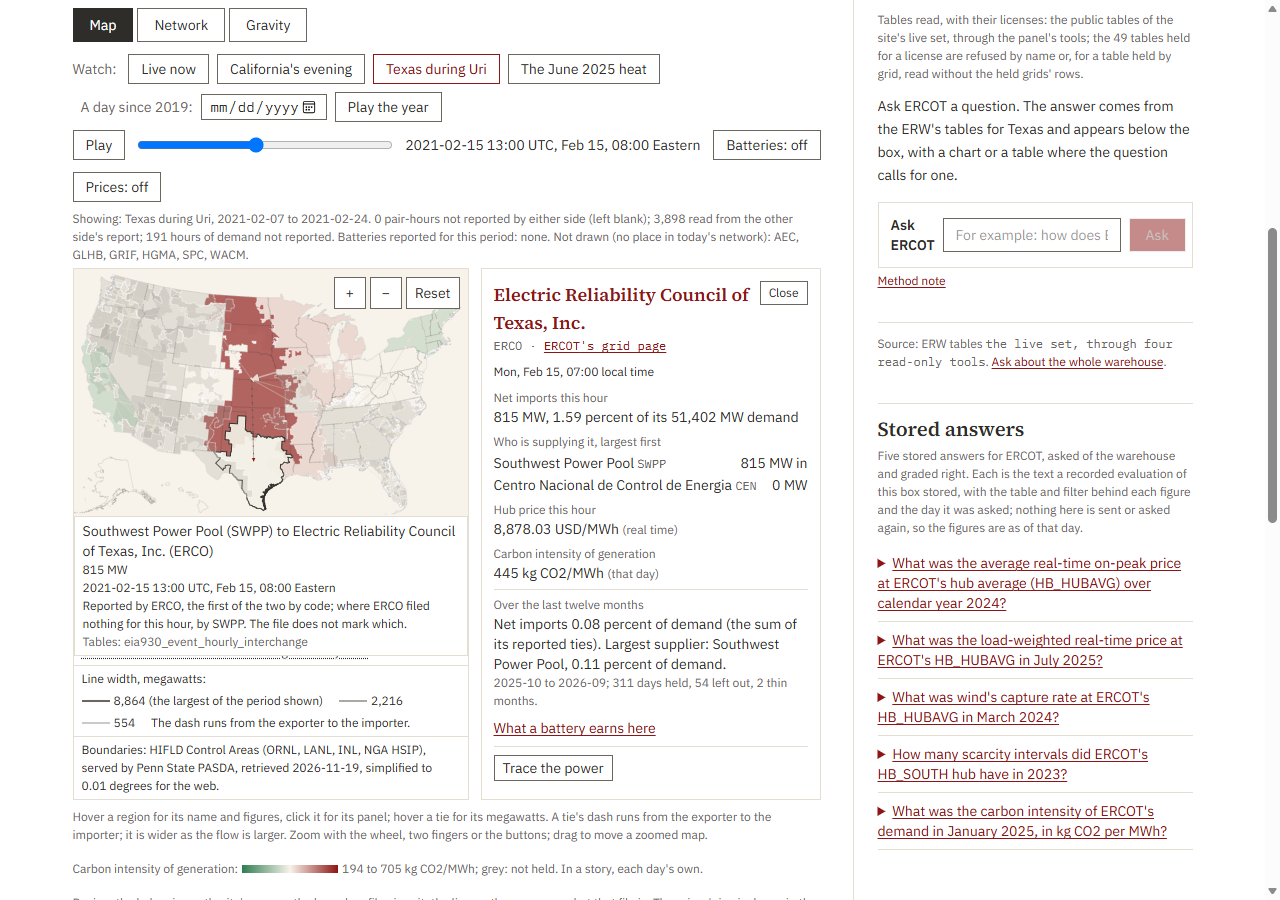 Map
Network
Gravity
Watch:
Live now
California's evening
Texas during Uri
The June 2025 heat
A day since 2019:
mm/dd/yyyy
Play the year
Play
2021-02-15 13:00 UTC, Feb 15, 08:00 Eastern
Batteries: off
Prices: off
Showing: Texas during Uri, 2021-02-07 to 2021-02-24. 0 pair-hours not reported by either side (left blank); 3,898 read from the other
side's report; 191 hours of demand not reported. Batteries reported for this period: none. Not drawn (no place in today's network): AEC,
GLHB, GRIF, HGMA, SPC, WACM.
+
−
Reset
Southwest Power Pool (SWPP) to Electric Reliability Council
of Texas, Inc. (ERCO)
815 MW
2021-02-15 13:00 UTC, Feb 15, 08:00 Eastern
Reported by ERCO, the first of the two by code; where ERCO filed
nothing for this hour, by SWPP. The file does not mark which.
Tables: eia930_event_hourly_interchange
Line width, megawatts:
8,864 (the largest of the period shown)
2,216
554
The dash runs from the exporter to the importer.
Boundaries: HIFLD Control Areas (ORNL, LANL, INL, NGA HSIP),
served by Penn State PASDA, retrieved 2026-11-19, simplified to
0.01 degrees for the web.
Electric Reliability Council of
Texas, Inc.
Close
ERCO - ERCOT's grid page
Mon, Feb 15, 07:00 local time
Net imports this hour
815 MW, 1.59 percent of its 51,402 MW demand
Who is supplying it, largest first
Southwest Power Pool SWPP 815 MW in
Centro Nacional de Control de Energia CEN 0 MW
Hub price this hour
8,878.03 USD/MWh (real time)
Carbon intensity of generation
445 kg CO2/MWh (that day)
Over the last twelve months
Net imports 0.08 percent of demand (the sum of
its reported ties). Largest supplier: Southwest
Power Pool, 0.11 percent of demand.
2025-10 to 2026-09; 311 days held, 54 left out, 2 thin
months.
What a battery earns here
Trace the power
Hover a region for its name and figures, click it for its panel; hover a tie for its megawatts. A tie's dash runs from the exporter to the
importer; it is wider as the flow is larger. Zoom with the wheel, two fingers or the buttons; drag to move a zoomed map.
Carbon intensity of generation:
194 to 705 kg CO2/MWh; grey: not held. In a story, each day's own.
Tables read, with their licenses: the public tables of the
site's live set, through the panel's tools; the 49 tables held
for a license are refused by name or, for a table held by
grid, read without the held grids' rows.
Ask ERCOT a question. The answer comes from
the ERW's tables for Texas and appears below the
box, with a chart or a table where the question
calls for one.
Ask
ERCOT
For example: how does E
Ask
Method note
Source: ERW tables the live set, through four
read-only tools. Ask about the whole warehouse.
Stored answers
Five stored answers for ERCOT, asked of the warehouse
and graded right. Each is the text a recorded evaluation of
this box stored, with the table and filter behind each figure
and the day it was asked; nothing here is sent or asked
again, so the figures are as of that day.
What was the average real-time on-peak price
at ERCOT's hub average (HB_HUBAVG) over
calendar year 2024?
What was the load-weighted real-time price at
ERCOT's HB_HUBAVG in July 2025?
What was wind's capture rate at ERCOT's
HB_HUBAVG in March 2024?
How many scarcity intervals did ERCOT's
HB_SOUTH hub have in 2023?
What was the carbon intensity of ERCOT's
demand in January 2025, in kg CO2 per MWh?